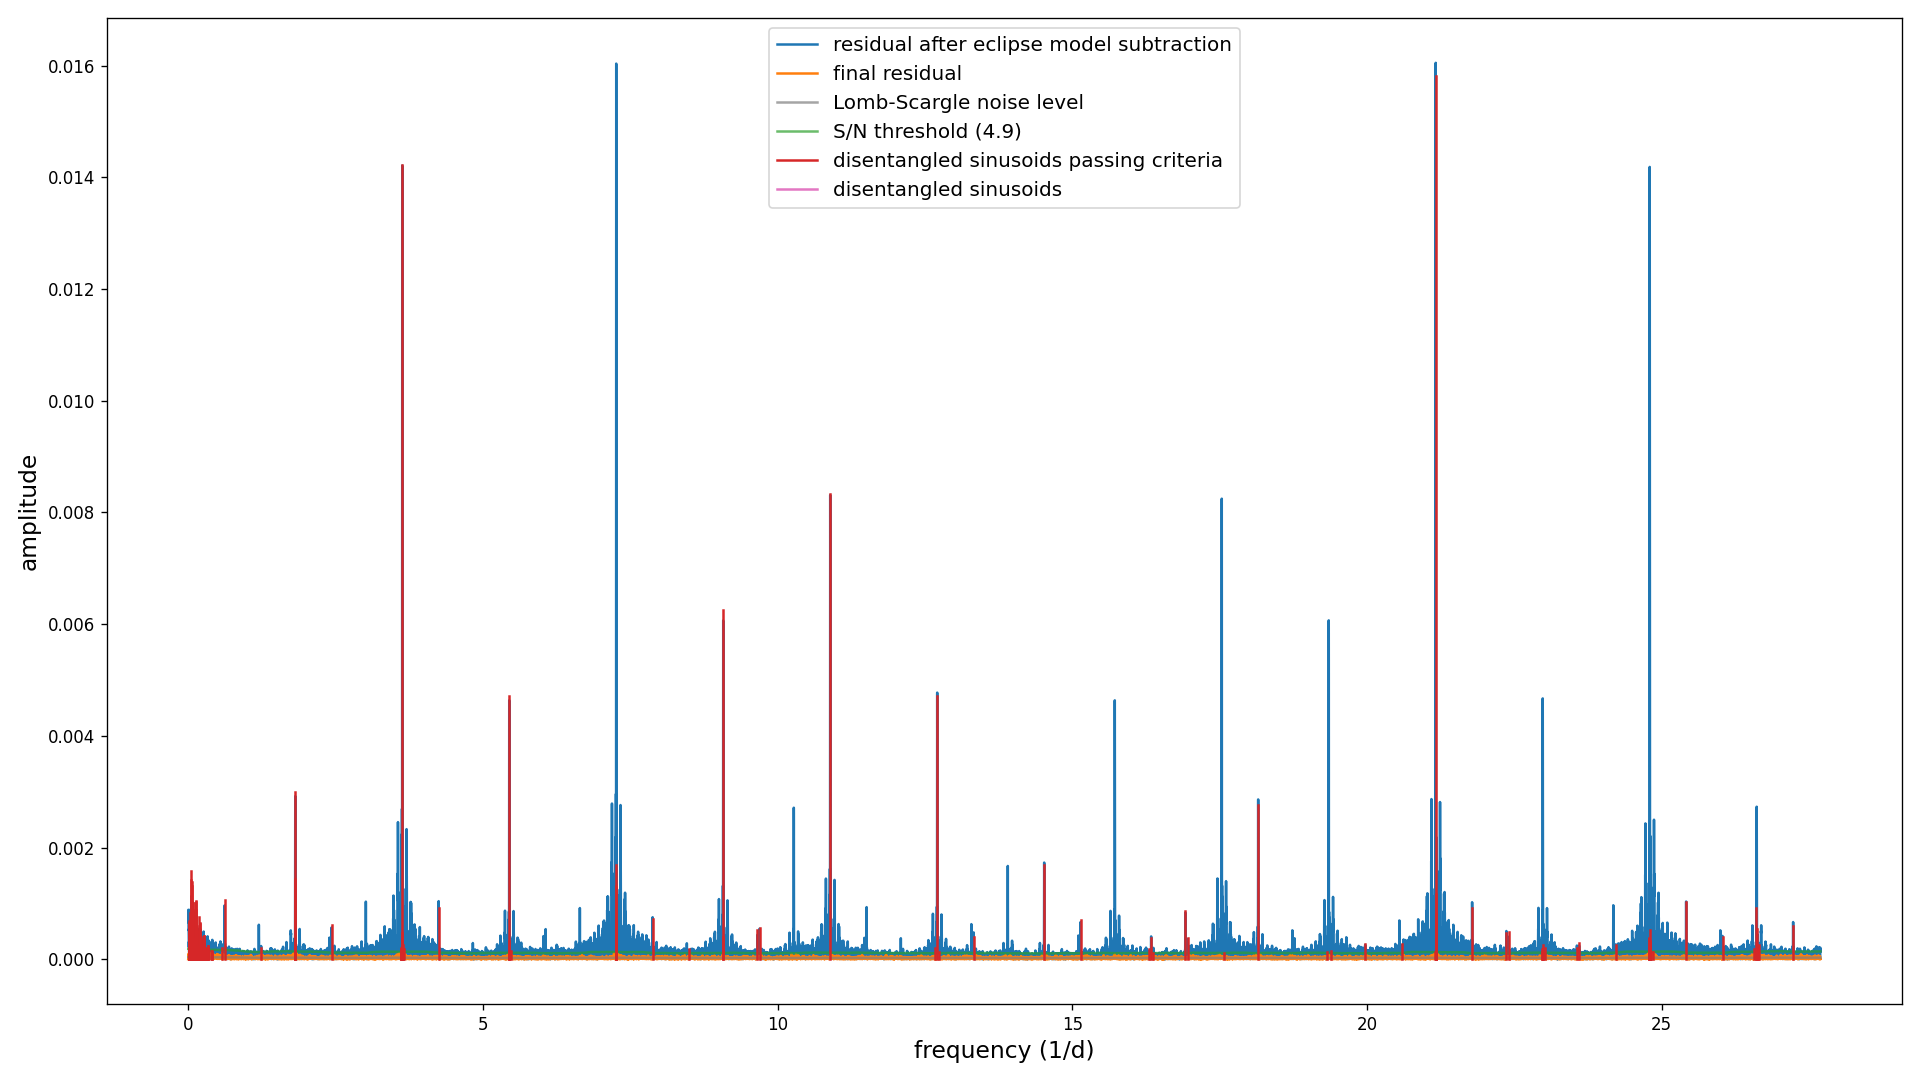 residual after eclipse model subtraction
final residual
Lomb-Scargle noise level
S/N threshold (4.9)
disentangled sinusoids passing criteria
disentangled sinusoids
0.016
0.014
0.012
0.010
0.008
0.006
0.004
0.002
0.000
amplitude
0 5 10 15 20 25
frequency (1/d)